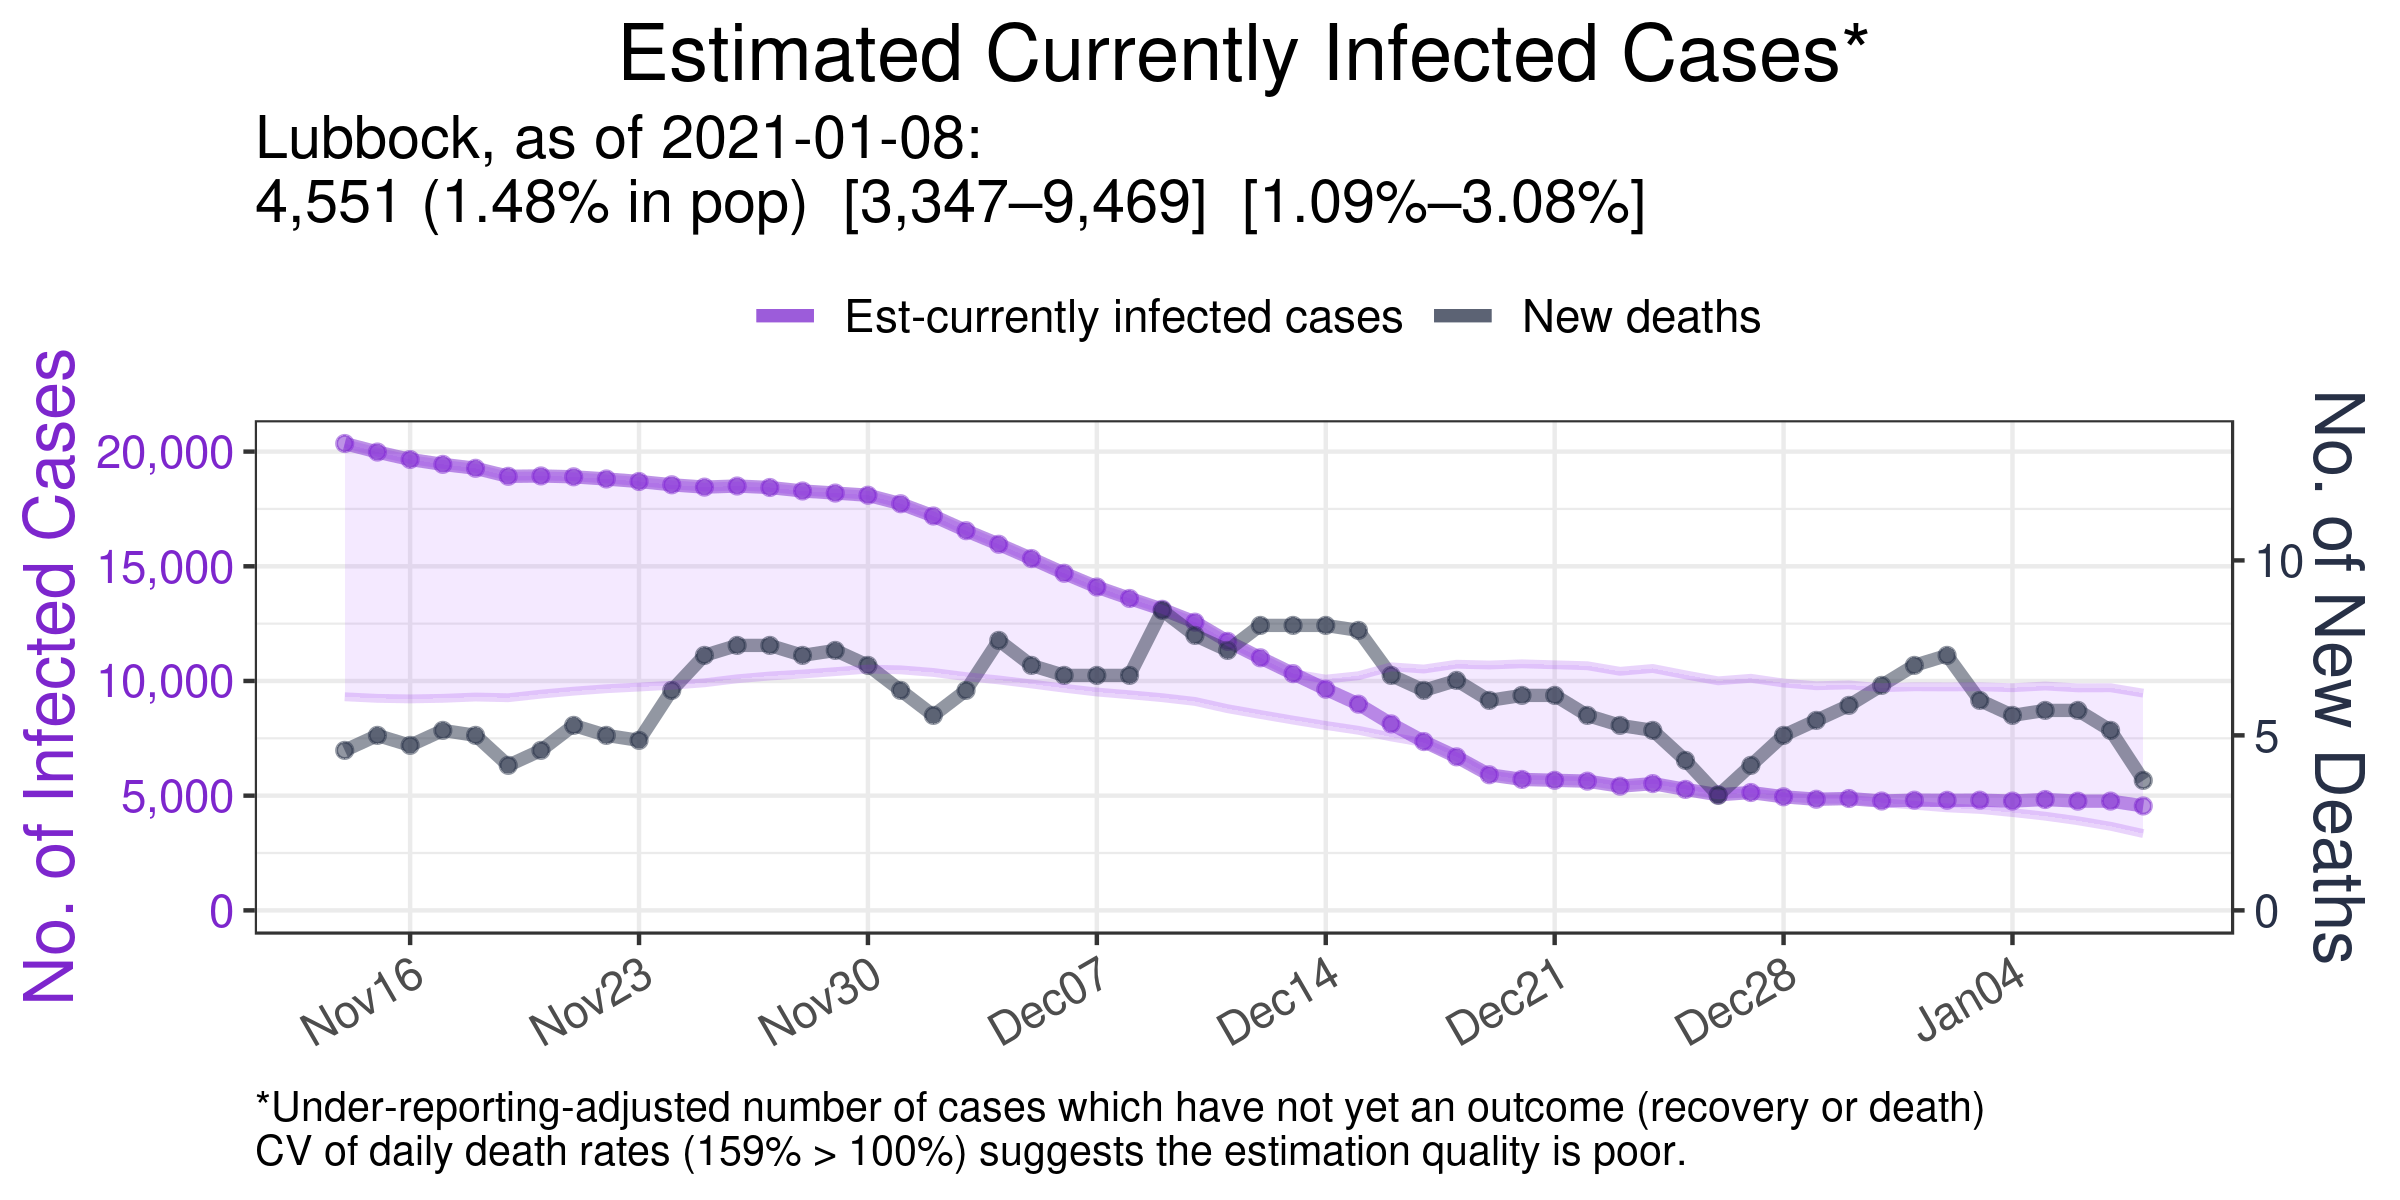 Estimated Currently Infected Cases*
Lubbock, as of 2021-01-08:
4,551 (1.48% in pop)  [3,347–9,469]  [1.09%–3.08%]
Est-currently infected cases
New deaths
No. of Infected Cases
20,000
15,000
10,000
5,000
0
10
5
0
No. of New Deaths
Nov16
Nov23
Nov30
Dec07
Dec14
Dec21
Dec28
Jan04
*Under-reporting-adjusted number of cases which have not yet an outcome (recovery or death)
CV of daily death rates (159% > 100%) suggests the estimation quality is poor.